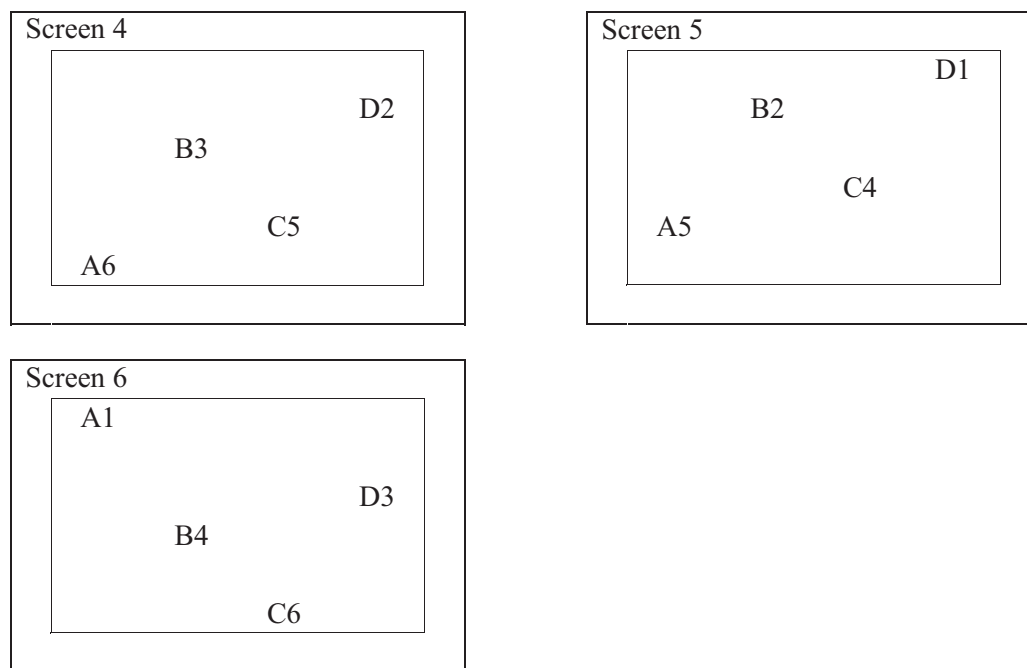 Screen 4
D2
B3
C5
A6
Screen 5
D1
B2
C4
A5
Screen 6
A1
D3
B4
C6